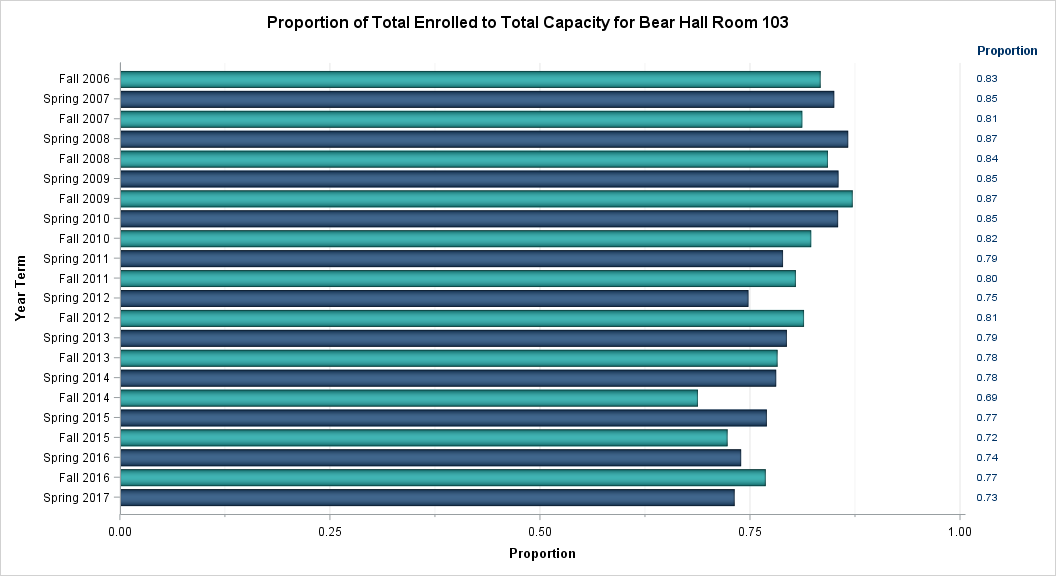 Proportion of Total Enrolled to Total Capacity for Bear Hall Room 103
Proportion
Fall 2006 0.83
Spring 2007 0.85
Fall 2007 0.81
Spring 2008 0.87
Fall 2008 0.84
Spring 2009 0.85
Fall 2009 0.87
Spring 2010 0.85
Fall 2010 0.82
Spring 2011 0.79
Fall 2011 0.80
Spring 2012 0.75
Fall 2012 0.81
Spring 2013 0.79
Fall 2013 0.78
Spring 2014 0.78
Fall 2014 0.69
Spring 2015 0.77
Fall 2015 0.72
Spring 2016 0.74
Fall 2016 0.77
Spring 2017 0.73
Year Term
0.00 0.25 0.50 0.75 1.00
Proportion